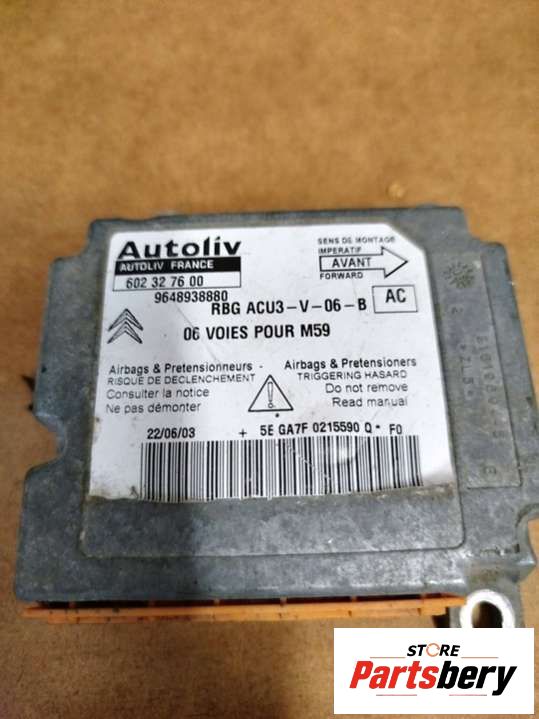 Autoliv
AUTOLIV FRANCE
602 32 76 00
9648938880
SENS DE MONTAGE
IMPERATIF
AVANT
FORWARD
RBG ACU3-V-06-B
AC
06 VOIES POUR M59
Airbags & Pretensionneurs
RISQUE DE DECLENCHEMENT
Consulter la notice
Ne pas démonter
Airbags & Pretensioners
TRIGGERING HASARD
Do not remove
Read manual
22/06/03 + 5E GA7F 0215590 Q * F0
STORE
Partsbery